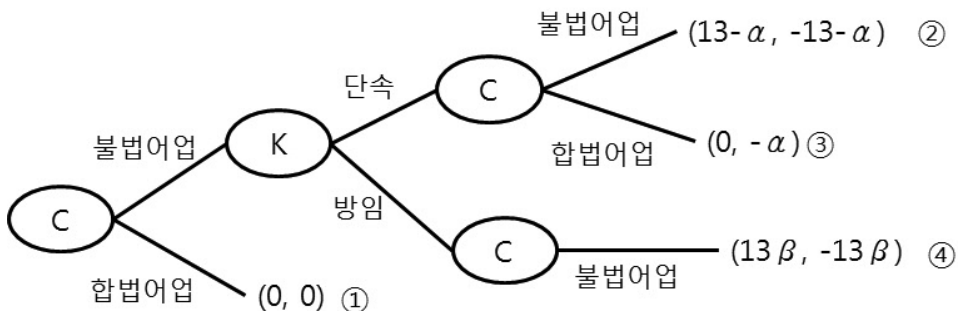 불법어업 (13-α, -13-α) ②
C
단속
불법어업 K 합법어업 (0, -α) ③
C 방임
C 불법어업 (13β, -13β) ④
합법어업 (0, 0) ①